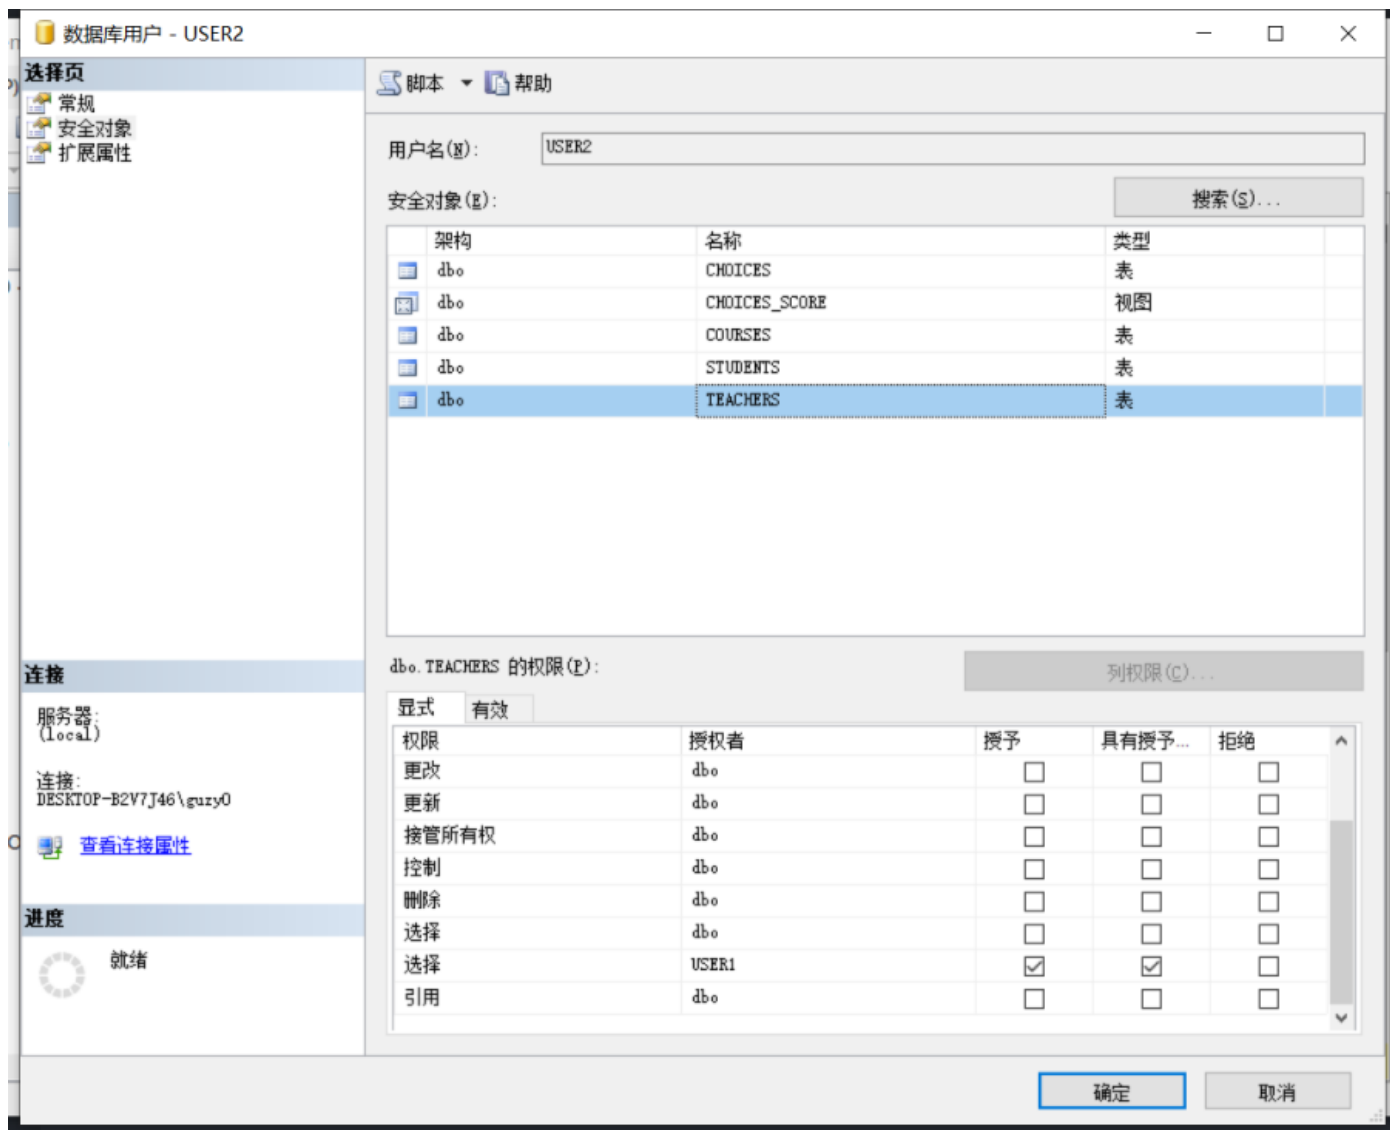 数据库用户 - USER2
选择页
常规
安全对象
扩展属性
脚本 帮助
用户名(N): USER2
安全对象(E): 搜索(S)...
架构 名称 类型
dbo CHOICES 表
dbo CHOICES_SCORE 视图
dbo COURSES 表
dbo STUDENTS 表
dbo TEACHERS 表
连接
服务器:
(local)
连接:
DESKTOP-B2V7J46\guzy0
查看连接属性
进度
就绪
dbo.TEACHERS 的权限(P): 列权限(C)...
显式 有效
权限 授权者 授予 具有授予... 拒绝
更改 dbo
更新 dbo
接管所有权 dbo
控制 dbo
删除 dbo
选择 dbo
选择 USER1
引用 dbo
确定 取消